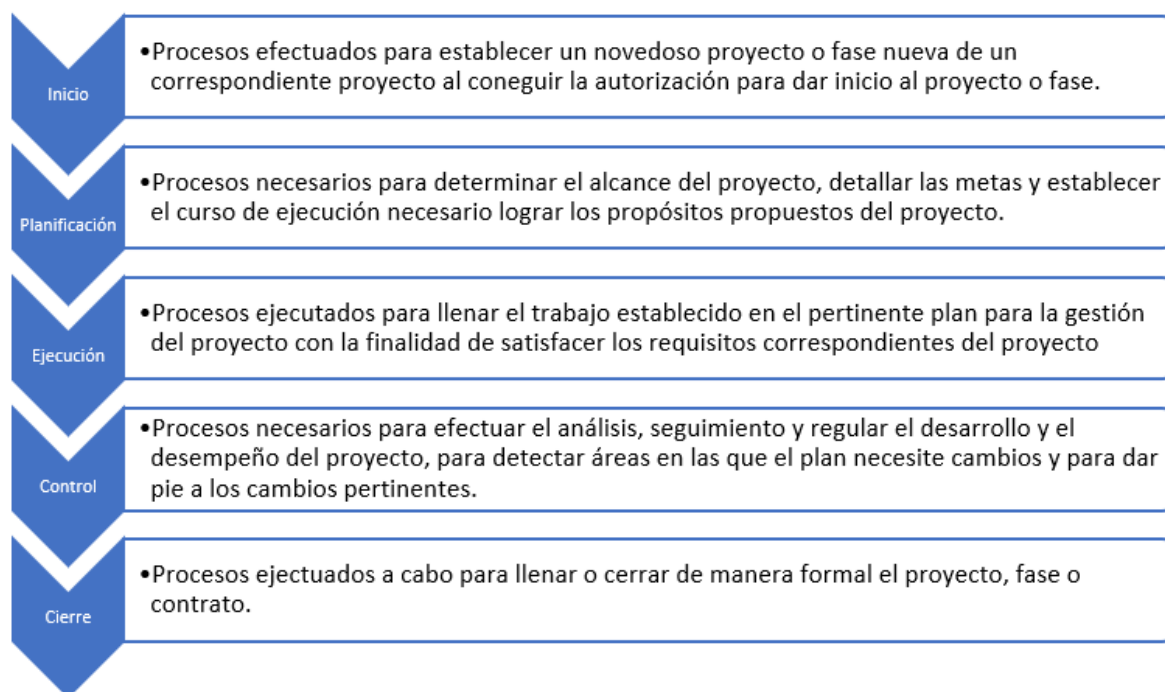 Inicio
•Procesos efectuados para establecer un novedoso proyecto o fase nueva de un
correspondiente proyecto al coneguir la autorización para dar inicio al proyecto o fase.
Planificación
•Procesos necesarios para determinar el alcance del proyecto, detallar las metas y establecer
el curso de ejecución necesario lograr los propósitos propuestos del proyecto.
Ejecución
•Procesos ejecutados para llenar el trabajo establecido en el pertinente plan para la gestión
del proyecto con la finalidad de satisfacer los requisitos correspondientes del proyecto
Control
•Procesos necesarios para efectuar el análisis, seguimiento y regular el desarrollo y el
desempeño del proyecto, para detectar áreas en las que el plan necesite cambios y para dar
pie a los cambios pertinentes.
Cierre
•Procesos ejectuados a cabo para llenar o cerrar de manera formal el proyecto, fase o
contrato.